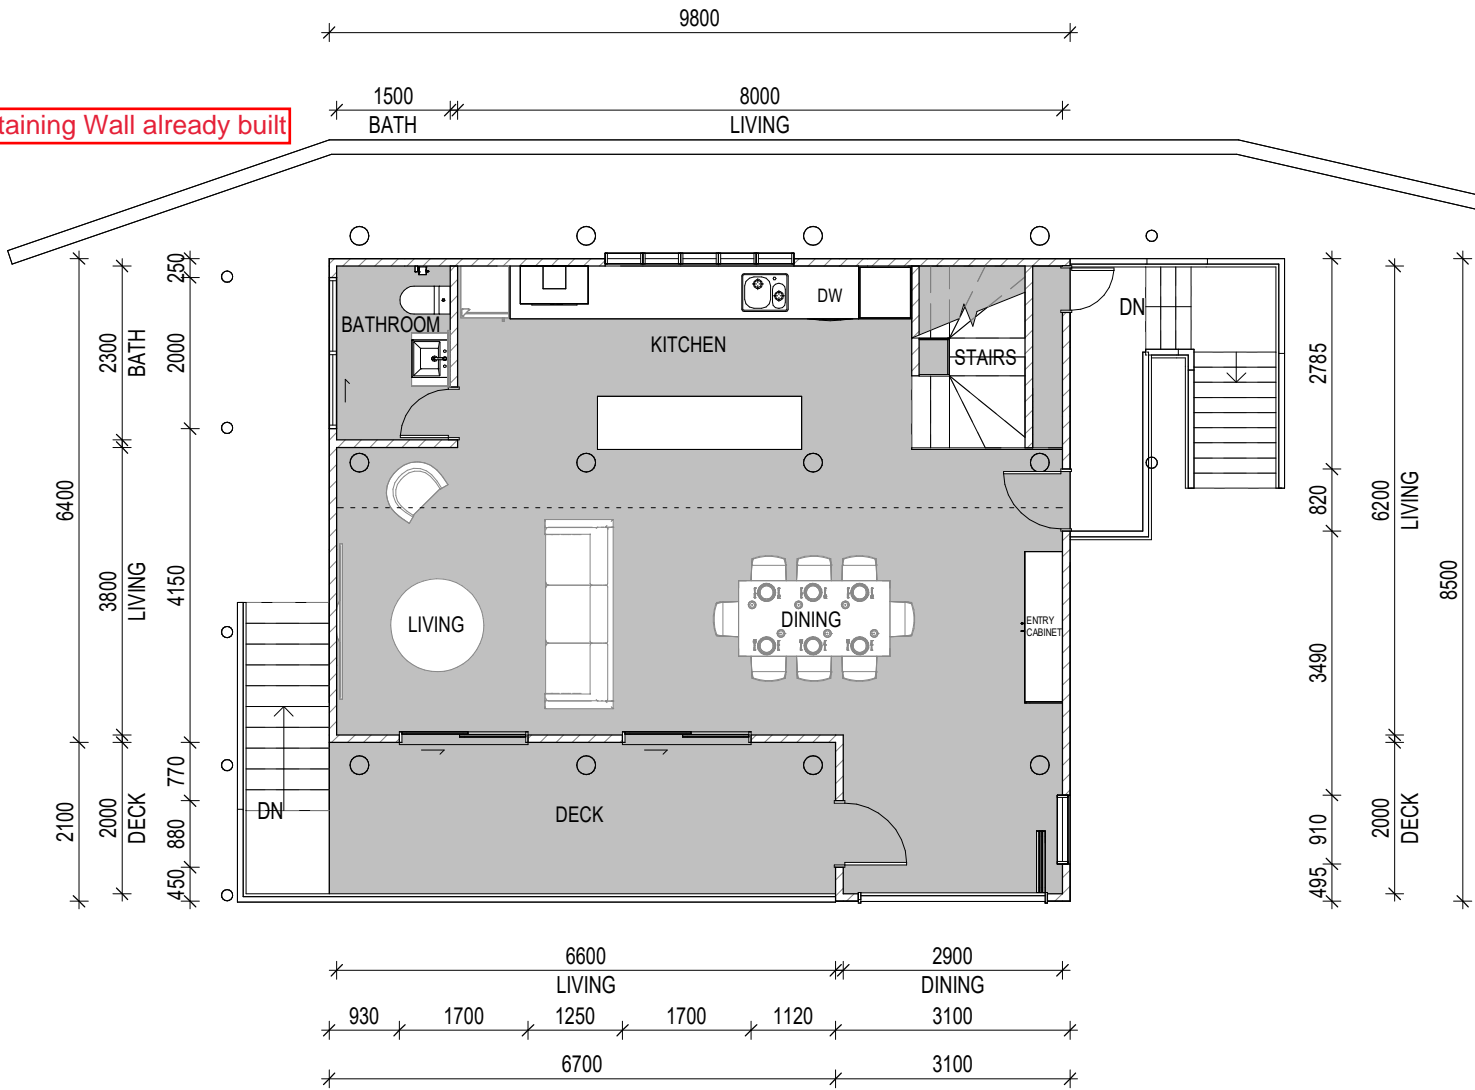 9800
1500
8000
BATH
LIVING
taining Wall already built
250
2300
BATH
2000
6400
3800
LIVING
4150
2100
2000
DECK
770
880
450
BATHROOM
KITCHEN
DW
STAIRS
DN
LIVING
DINING
ENTRY
CABINET
DECK
DN
2785
820
6200
LIVING
8500
3490
910
2000
DECK
495
6600
2900
LIVING
DINING
930
1700
1250
1700
1120
3100
6700
3100